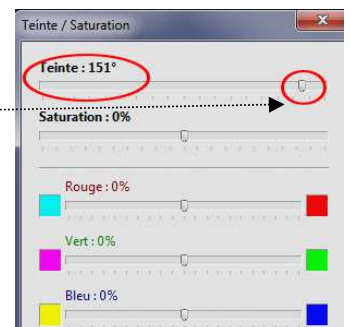 Teinte / Saturation
Teinte : 151°
Saturation : 0%
Rouge : 0%
Vert : 0%
Bleu : 0%